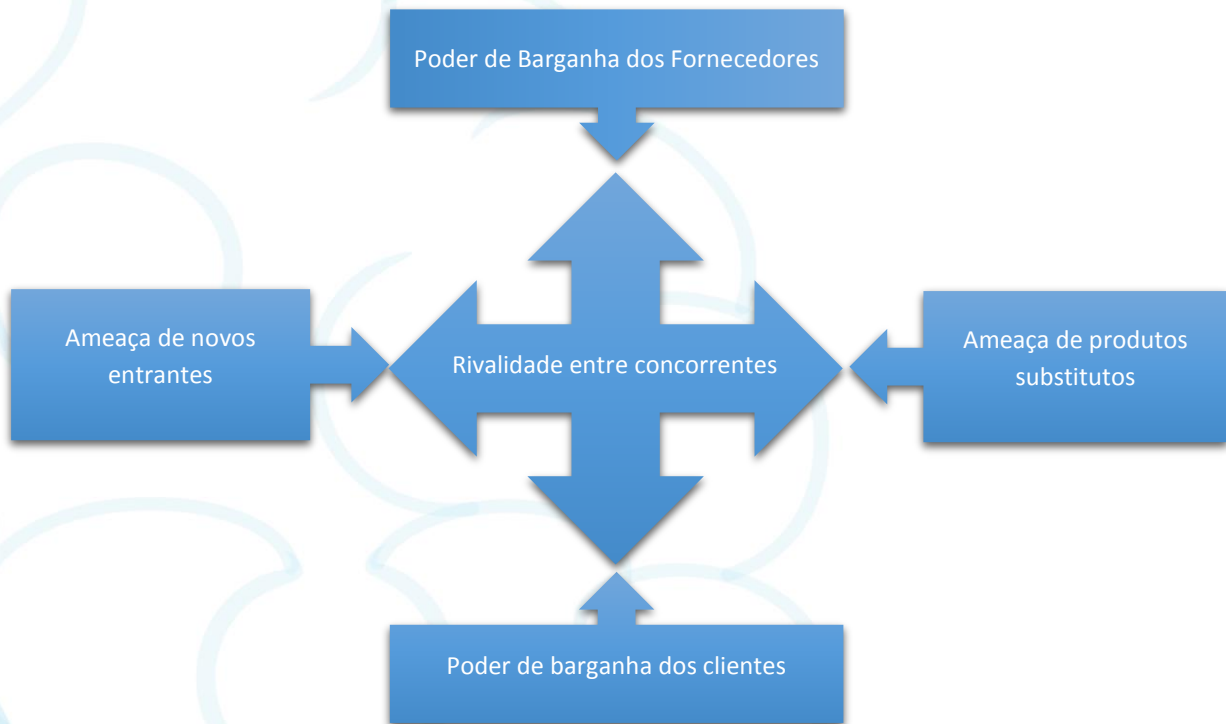 Poder de Barganha dos Fornecedores
Ameaça de novos
entrantes
Rivalidade entre concorrentes
Ameaça de produtos
substitutos
Poder de barganha dos clientes